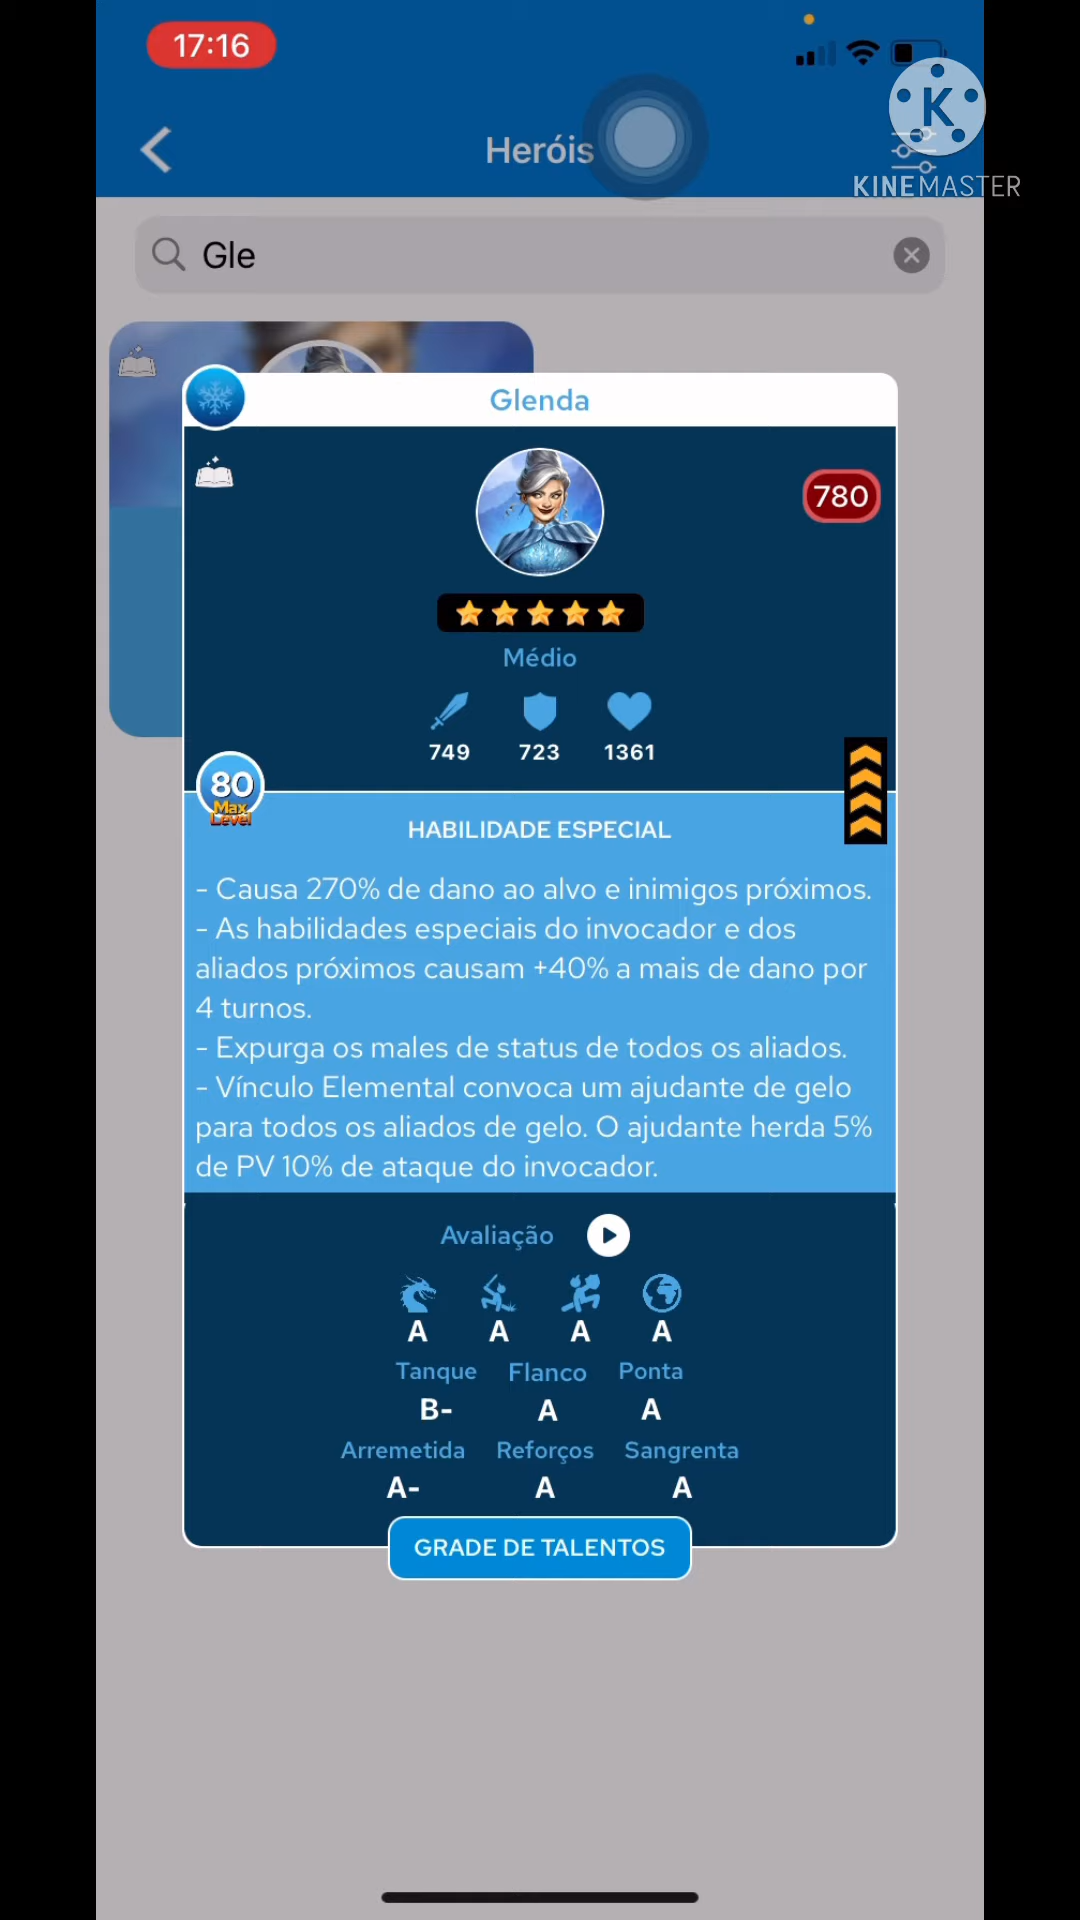 17:16
Heróis
K
KINEMASTER
Gle
Glenda
780
Médio
749 723 1361
80
Max
Level
HABILIDADE ESPECIAL
- Causa 270% de dano ao alvo e inimigos próximos.
- As habilidades especiais do invocador e dos
aliados próximos causam +40% a mais de dano por
4 turnos.
- Expurga os males de status de todos os aliados.
- Vínculo Elemental convoca um ajudante de gelo
para todos os aliados de gelo. O ajudante herda 5%
de PV 10% de ataque do invocador.
Avaliação
A A A A
Tanque Flanco Ponta
B- A A
Arremetida Reforços Sangrenta
A- A A
GRADE DE TALENTOS